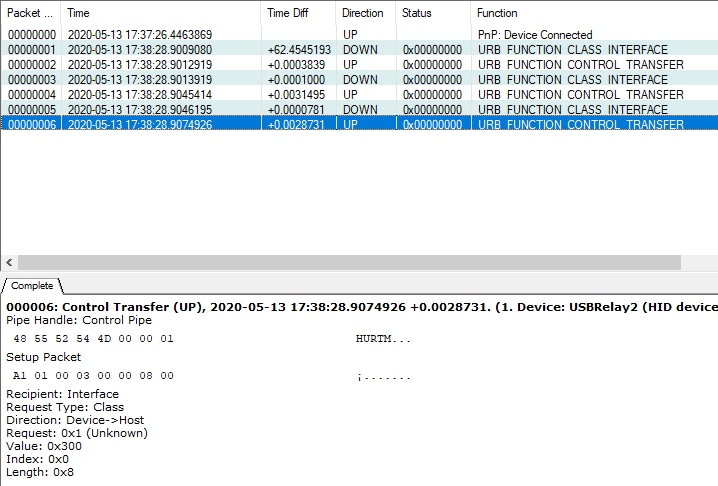 Packet ... Time Time Diff Direction Status Function
00000000 2020-05-13 17:37:26.4463869 UP PnP: Device Connected
00000001 2020-05-13 17:38:28.9009080 +62.4545193 DOWN 0x00000000 URB_FUNCTION_CLASS_INTERFACE
00000002 2020-05-13 17:38:28.9012919 +0.0003839 UP 0x00000000 URB_FUNCTION_CONTROL_TRANSFER
00000003 2020-05-13 17:38:28.9013919 +0.0001000 DOWN 0x00000000 URB_FUNCTION_CLASS_INTERFACE
00000004 2020-05-13 17:38:28.9045414 +0.0031495 UP 0x00000000 URB_FUNCTION_CONTROL_TRANSFER
00000005 2020-05-13 17:38:28.9046195 +0.0000781 DOWN 0x00000000 URB_FUNCTION_CLASS_INTERFACE
00000006 2020-05-13 17:38:28.9074926 +0.0028731 UP 0x00000000 URB_FUNCTION_CONTROL_TRANSFER
Complete
000006: Control Transfer (UP), 2020-05-13 17:38:28.9074926 +0.0028731. (1. Device: USBRelay2 (HID device
Pipe Handle: Control Pipe
48 55 52 54 4D 00 00 01 HURTM...
Setup Packet
A1 01 00 03 00 00 08 00 ¡.......
Recipient: Interface
Request Type: Class
Direction: Device->Host
Request: 0x1 (Unknown)
Value: 0x300
Index: 0x0
Length: 0x8